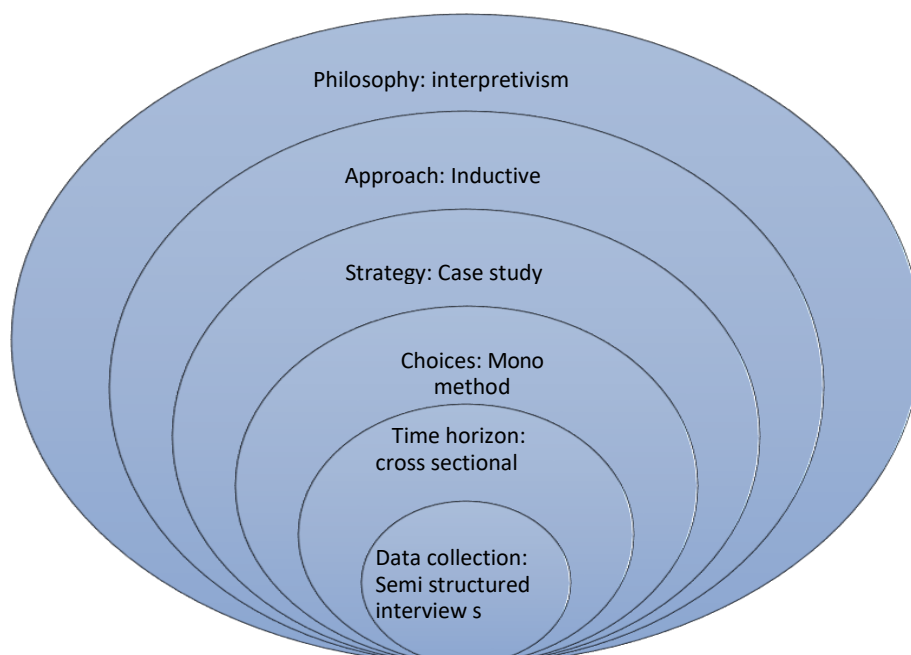 Philosophy: interpretivism
Approach: Inductive
Strategy: Case study
Choices: Mono
method
Time horizon:
cross sectional
Data collection:
Semi structured
interview s